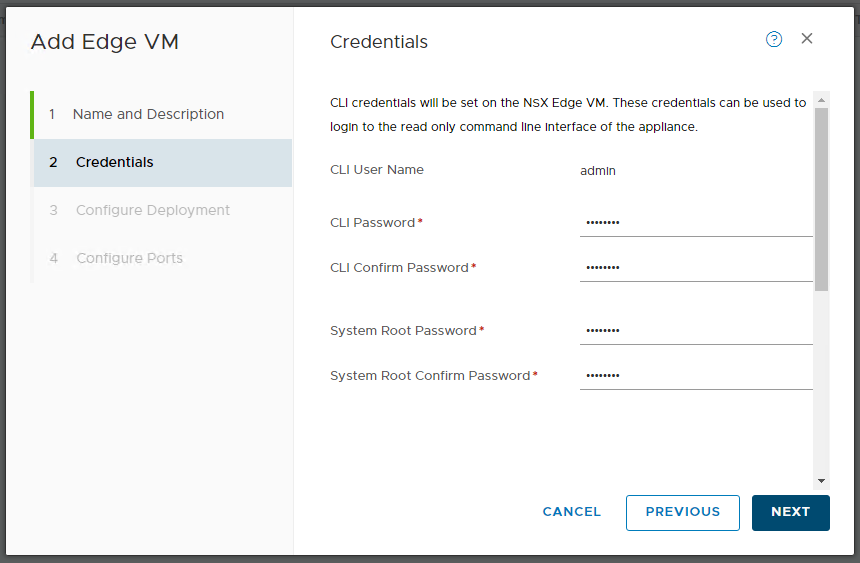 Add Edge VM
1 Name and Description
2 Credentials
3 Configure Deployment
4 Configure Ports
Credentials
?
CLI credentials will be set on the NSX Edge VM. These credentials can be used to
login to the read only command line interface of the appliance.
CLI User Name admin
CLI Password* ••••••••
CLI Confirm Password* ••••••••
System Root Password* ••••••••
System Root Confirm Password* ••••••••
CANCEL PREVIOUS NEXT